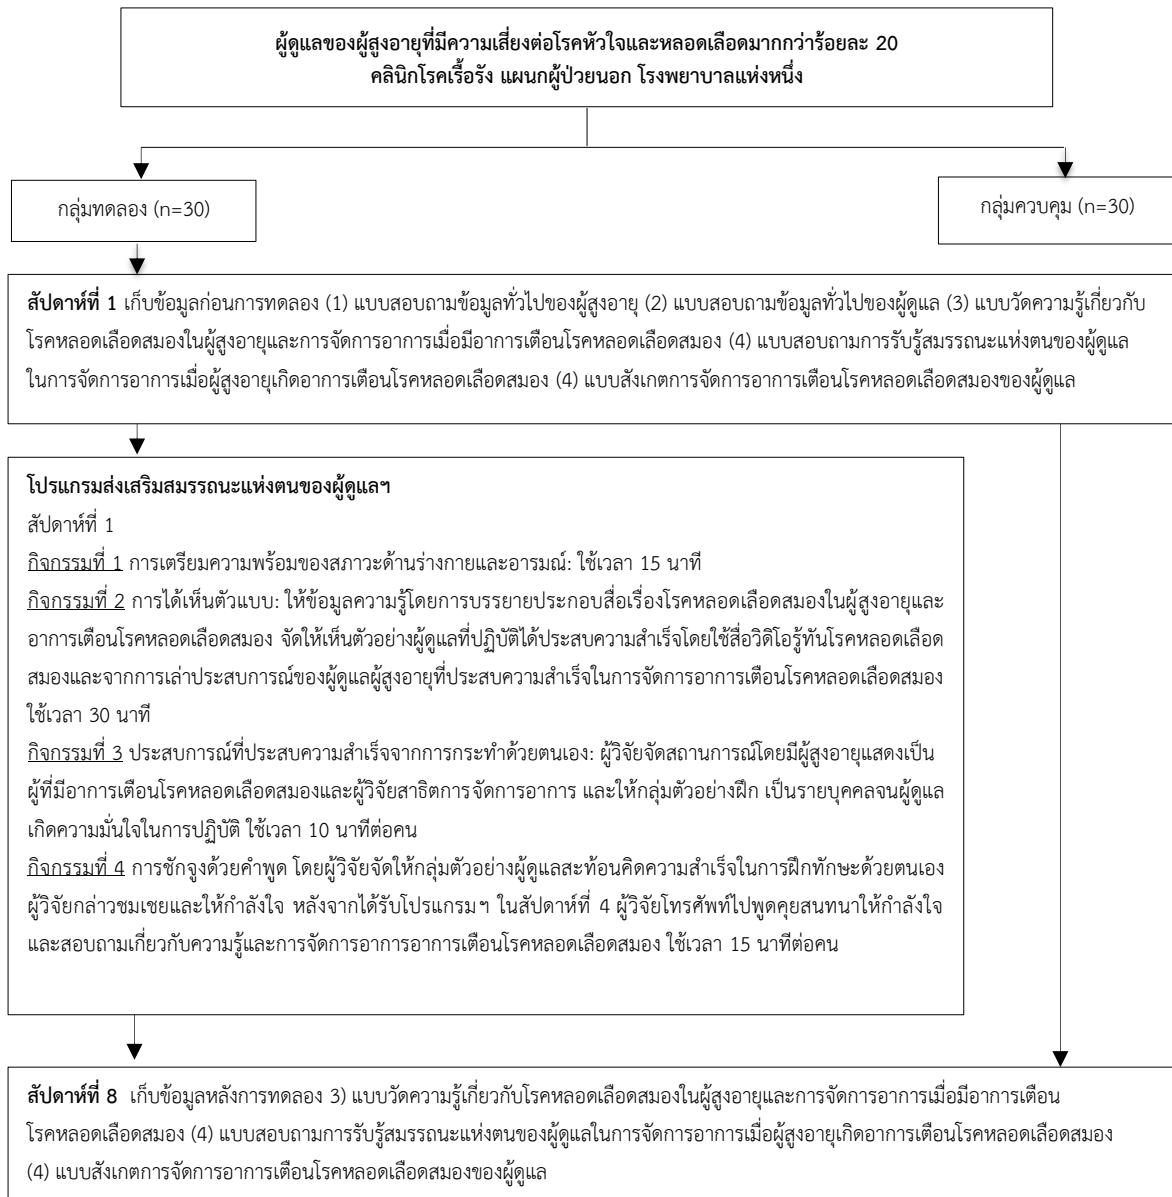 ผู้ดูแลของผู้สูงอายุที่มีความเสี่ยงต่อโรคหัวใจและหลอดเลือดมากกว่าร้อยละ 20
คลินิกโรคเรื้อรัง แผนกผู้ป่วยนอก โรงพยาบาลแห่งหนึ่ง
กลุ่มทดลอง (n=30)
กลุ่มควบคุม (n=30)
สัปดาห์ที่ 1 เก็บข้อมูลก่อนการทดลอง (1) แบบสอบถามข้อมูลทั่วไปของผู้สูงอายุ (2) แบบสอบถามข้อมูลทั่วไปของผู้ดูแล (3) แบบวัดความรู้เกี่ยวกับ
โรคหลอดเลือดสมองในผู้สูงอายุและการจัดการอาการเมื่อมีอาการเตือนโรคหลอดเลือดสมอง (4) แบบสอบถามการรับรู้สมรรถนะแห่งตนของผู้ดูแล
ในการจัดการอาการเมื่อผู้สูงอายุเกิดอาการเตือนโรคหลอดเลือดสมอง (4) แบบสังเกตการจัดการอาการเตือนโรคหลอดเลือดสมองของผู้ดูแล
โปรแกรมส่งเสริมสมรรถนะแห่งตนของผู้ดูแลฯ
สัปดาห์ที่ 1
กิจกรรมที่ 1 การเตรียมความพร้อมของสภาวะด้านร่างกายและอารมณ์: ใช้เวลา 15 นาที
กิจกรรมที่ 2 การได้เห็นตัวแบบ: ให้ข้อมูลความรู้โดยการบรรยายประกอบสื่อเรื่องโรคหลอดเลือดสมองในผู้สูงอายุและ
อาการเตือนโรคหลอดเลือดสมอง จัดให้เห็นตัวอย่างผู้ดูแลที่ปฏิบัติได้ประสบความสำเร็จโดยใช้สื่อวิดิโอรู้ทันโรคหลอดเลือด
สมองและจากการเล่าประสบการณ์ของผู้ดูแลผู้สูงอายุที่ประสบความสำเร็จในการจัดการอาการเตือนโรคหลอดเลือดสมอง
ใช้เวลา 30 นาที
กิจกรรมที่ 3 ประสบการณ์ที่ประสบความสำเร็จจากการกระทำด้วยตนเอง: ผู้วิจัยจัดสถานการณ์โดยมีผู้สูงอายุแสดงเป็น
ผู้ที่มีอาการเตือนโรคหลอดเลือดสมองและผู้วิจัยสาธิตการจัดการอาการ และให้กลุ่มตัวอย่างฝึก เป็นรายบุคคลจนผู้ดูแล
เกิดความมั่นใจในการปฏิบัติ ใช้เวลา 10 นาทีต่อคน
กิจกรรมที่ 4 การชักจูงด้วยคำพูด โดยผู้วิจัยจัดให้กลุ่มตัวอย่างผู้ดูแลสะท้อนคิดความสำเร็จในการฝึกทักษะด้วยตนเอง
ผู้วิจัยกล่าวชมเชยและให้กำลังใจ หลังจากได้รับโปรแกรมฯ ในสัปดาห์ที่ 4 ผู้วิจัยโทรศัพท์ไปพูดคุยสนทนาให้กำลังใจ
และสอบถามเกี่ยวกับความรู้และการจัดการอาการอาการเตือนโรคหลอดเลือดสมอง ใช้เวลา 15 นาทีต่อคน
สัปดาห์ที่ 8 เก็บข้อมูลหลังการทดลอง 3) แบบวัดความรู้เกี่ยวกับโรคหลอดเลือดสมองในผู้สูงอายุและการจัดการอาการเมื่อมีอาการเตือน
โรคหลอดเลือดสมอง (4) แบบสอบถามการรับรู้สมรรถนะแห่งตนของผู้ดูแลในการจัดการอาการเมื่อผู้สูงอายุเกิดอาการเตือนโรคหลอดเลือดสมอง
(4) แบบสังเกตการจัดการอาการเตือนโรคหลอดเลือดสมองของผู้ดูแล